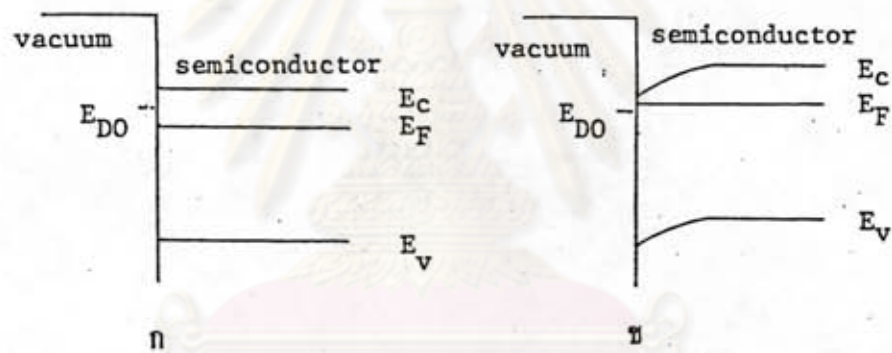 vacuum
semiconductor
E_c
E_DO
E_F
E_v
ก
vacuum
semiconductor
E_c
E_F
E_DO
E_v
ข